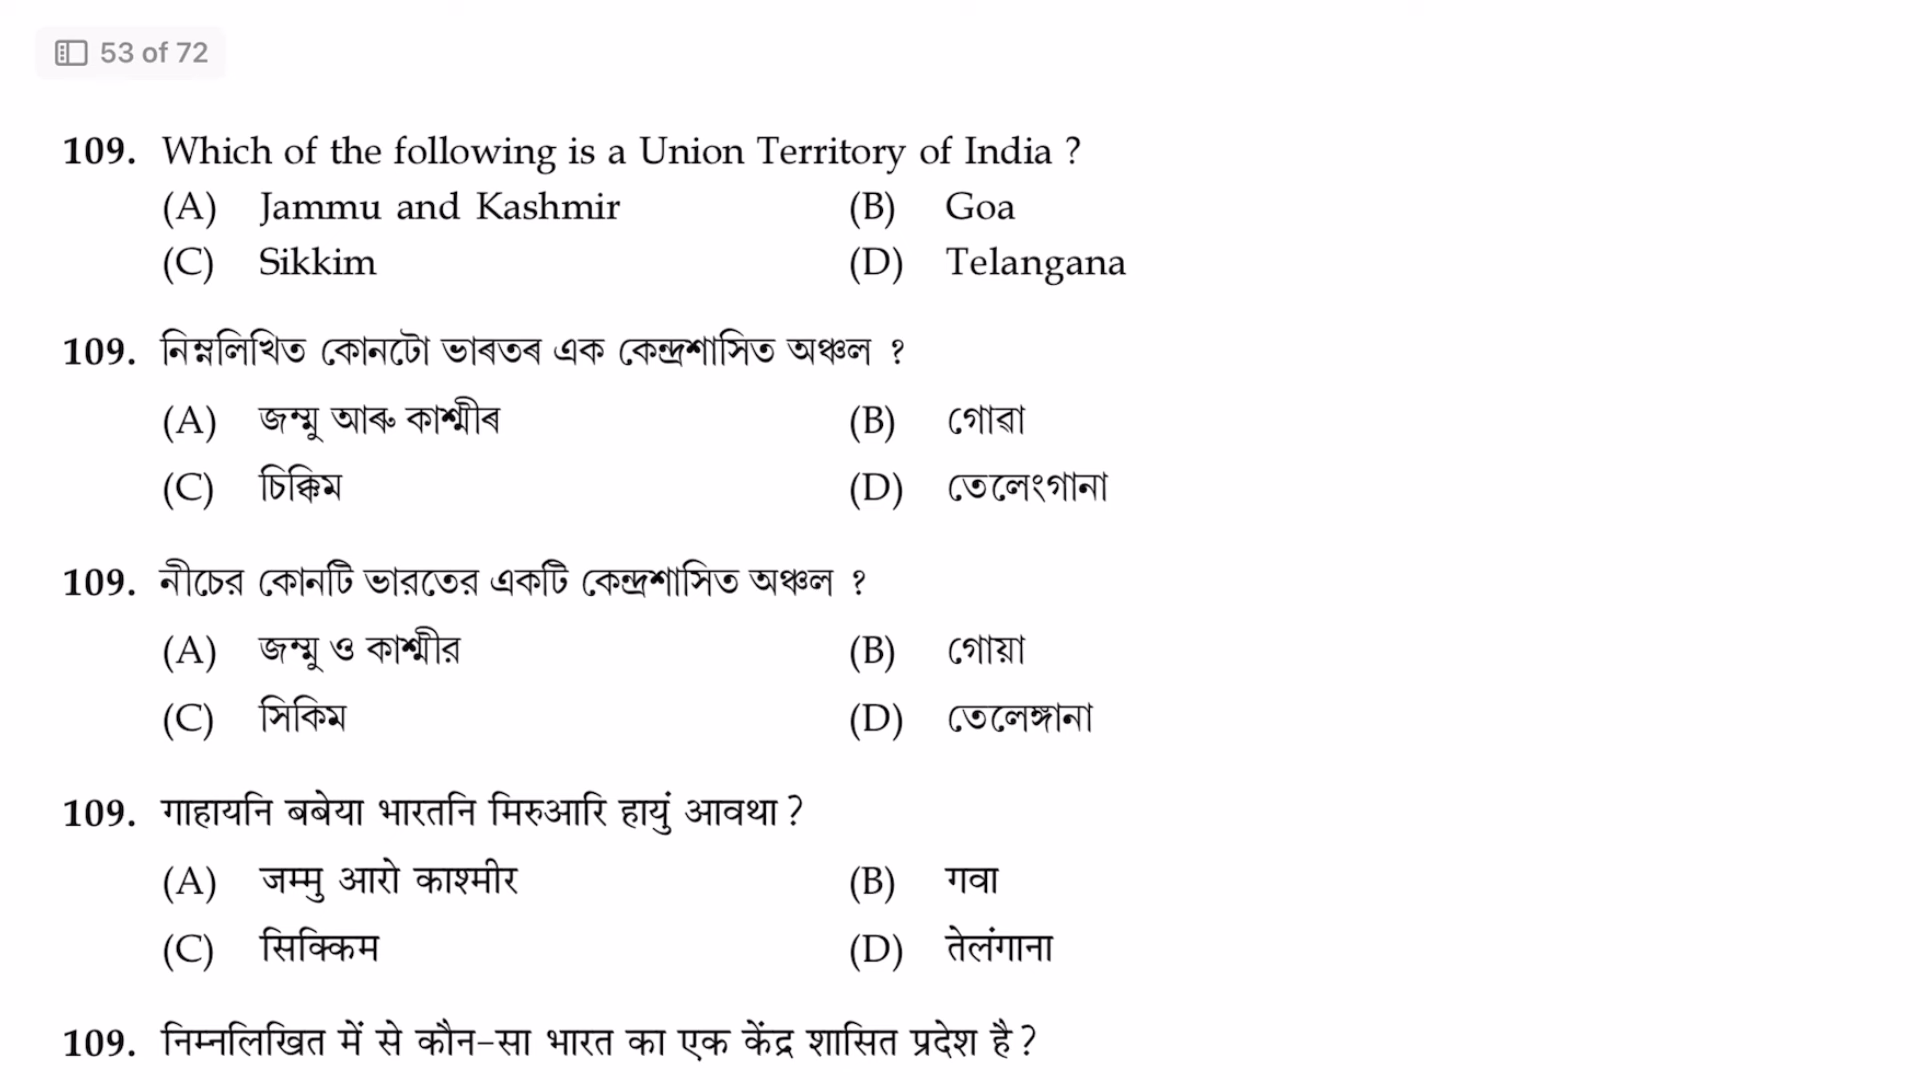 53 of 72
109. Which of the following is a Union Territory of India ?
(A) Jammu and Kashmir (B) Goa
(C) Sikkim (D) Telangana
109. নিম্নলিখিত কোনটো ভাৰতৰ এক কেন্দ্ৰশাসিত অঞ্চল ?
(A) জম্মু আৰু কাশ্মীৰ (B) গোৱা
(C) চিক্কিম (D) তেলেংগানা
109. নীচের কোনটি ভারতের একটি কেন্দ্রশাসিত অঞ্চল ?
(A) জম্মু ও কাশ্মীর (B) গোয়া
(C) সিকিম (D) তেলেঙ্গানা
109. गाहायनि बबेया भारतनि मिरुआरि हायुं आवथा ?
(A) जम्मु आरो काश्मीर (B) गवा
(C) सिक्किम (D) तेलंगाना
109. निम्नलिखित में से कौन-सा भारत का एक केंद्र शासित प्रदेश है ?